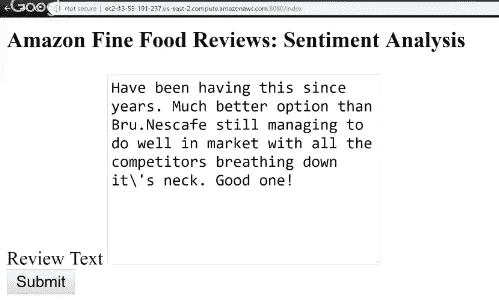 Not secure | ec2-13-59-191-237.us-east-2.compute.amazonaws.com:8080/index
Amazon Fine Food Reviews: Sentiment Analysis
Have been having this since
years. Much better option than
Bru.Nescafe still managing to
do well in market with all the
competitors breathing down
it\'s neck. Good one!
Review Text
Submit